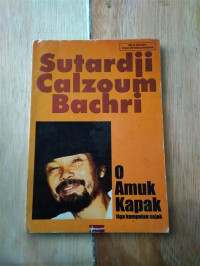 Sutardji
Calzoum
Bachri
O
Amuk
Kapak
tiga kumpulan sajak